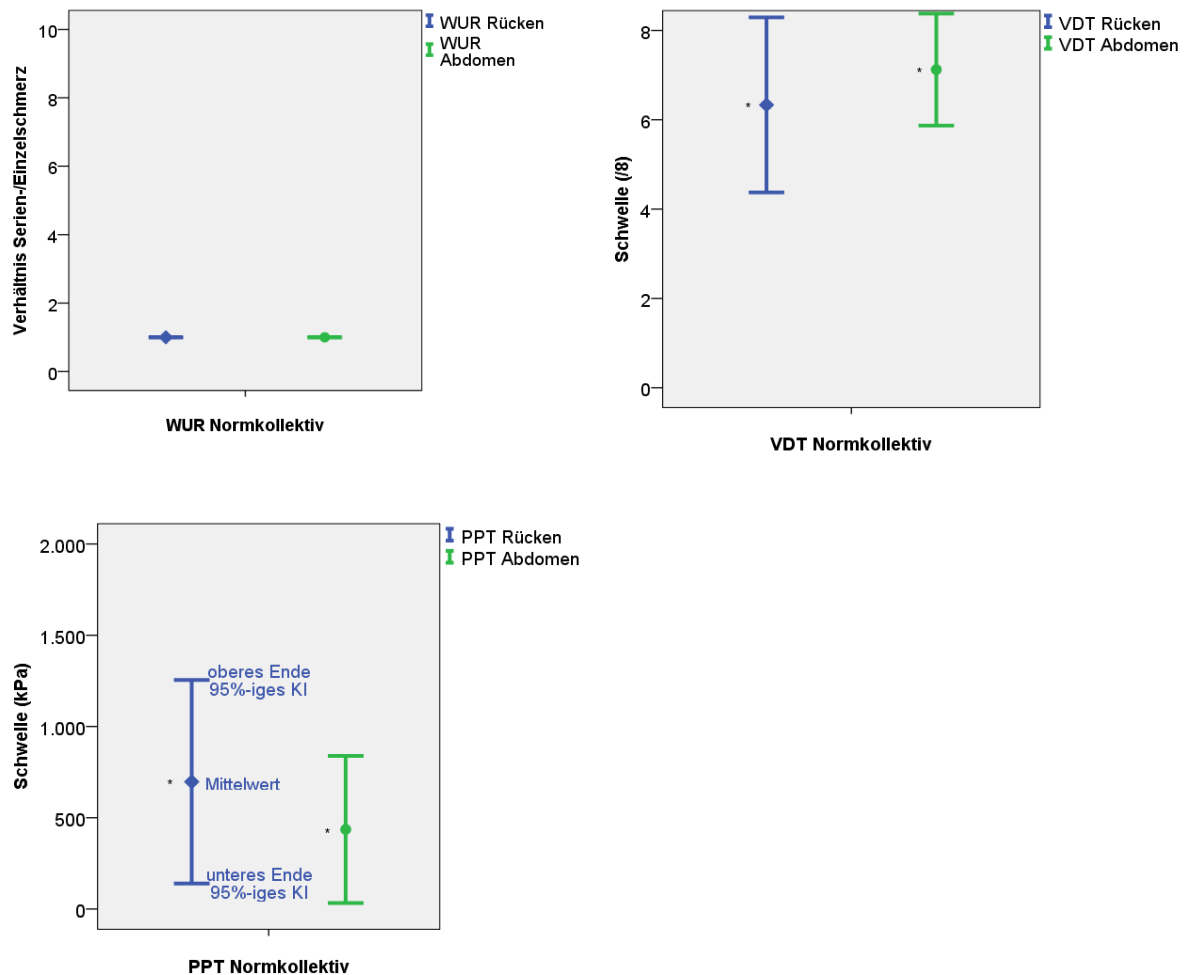 WUR Rücken
WUR
Abdomen
10
8
6
4
2
0
Verhältnis Serien-/Einzelschmerz
WUR Normkollektiv
VDT Rücken
VDT Abdomen
8
6
4
2
0
Schwelle (/8)
*
*
VDT Normkollektiv
PPT Rücken
PPT Abdomen
2.000
1.500
1.000
500
0
Schwelle (kPa)
oberes Ende
95%-iges KI
* Mittelwert
*
unteres Ende
95%-iges KI
PPT Normkollektiv